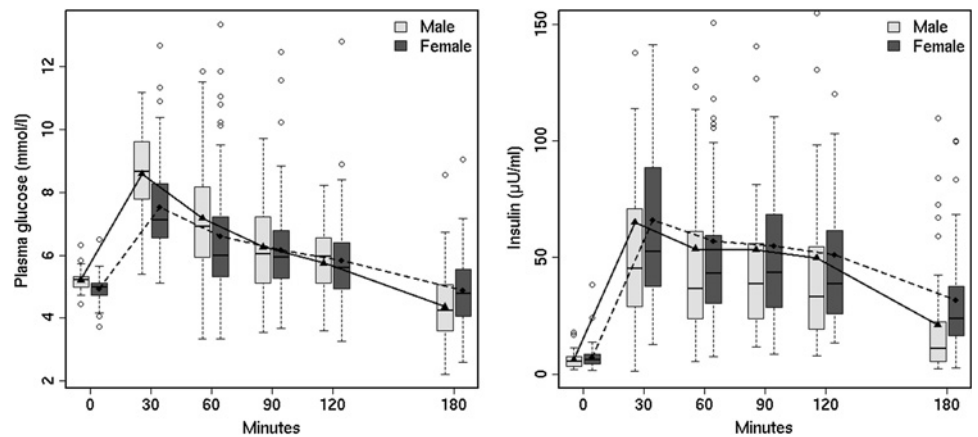 Male
Female
Plasma glucose (mmol/l)
12
10
8
6
4
2
0 30 60 90 120 180
Minutes
Male
Female
Insulin (µU/ml)
150
100
50
0
0 30 60 90 120 180
Minutes